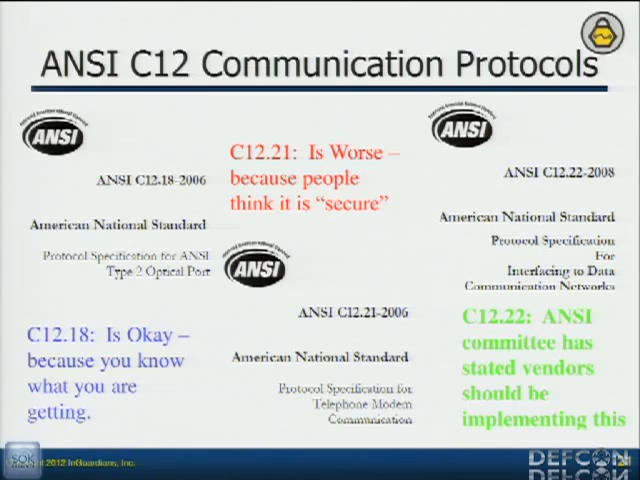 ANSI C12 Communication Protocols
ANSI
ANSI C12.18-2006
American National Standard
Protocol Specification for ANSI
Type 2 Optical Port
C12.18: Is Okay –
because you know
what you are
getting.
C12.21: Is Worse –
because people
think it is “secure”
ANSI
ANSI C12.21-2006
American National Standard
Protocol Specification for
Telephone Modem
Communication
ANSI
ANSI C12.22-2008
American National Standard
Protocol Specification
For
Interfacing to Data
Communication Networks
C12.22: ANSI
committee has
stated vendors
should be
implementing this
2012 InGuardians, Inc.
DEFCON